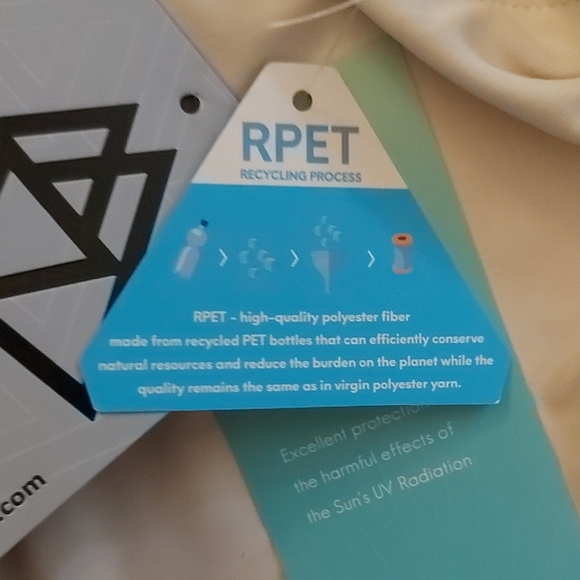 RPET
RECYCLING PROCESS
RPET - high-quality polyester fiber
made from recycled PET bottles that can efficiently conserve
natural resources and reduce the burden on the planet while the
quality remains the same as in virgin polyester yarn.
Excellent protection
the harmful effects of
the Sun's UV Radiation
.com